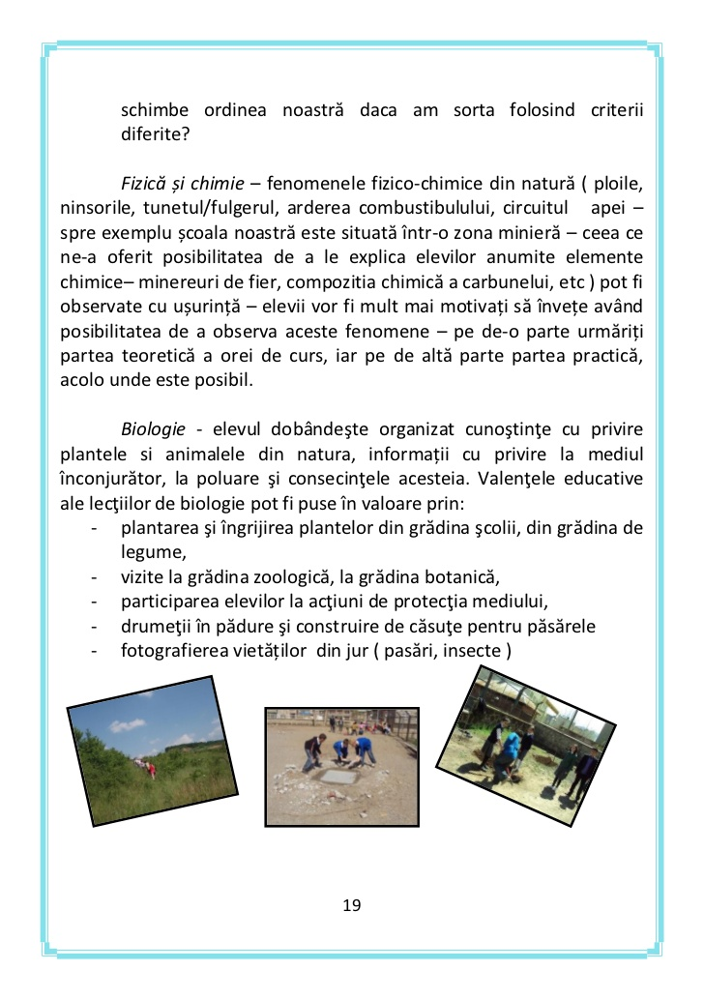 schimbe ordinea noastră daca am sorta folosind criterii
diferite?
Fizică și chimie – fenomenele fizico-chimice din natură ( ploile,
ninsorile, tunetul/fulgerul, arderea combustibulului, circuitul apei –
spre exemplu școala noastră este situată într-o zona minieră – ceea ce
ne-a oferit posibilitatea de a le explica elevilor anumite elemente
chimice– minereuri de fier, compozitia chimică a carbunelui, etc ) pot fi
observate cu ușurință – elevii vor fi mult mai motivați să învețe având
posibilitatea de a observa aceste fenomene – pe de-o parte urmăriți
partea teoretică a orei de curs, iar pe de altă parte partea practică,
acolo unde este posibil.
Biologie - elevul dobândeşte organizat cunoştinţe cu privire
plantele si animalele din natura, informații cu privire la mediul
înconjurător, la poluare şi consecinţele acesteia. Valenţele educative
ale lecţiilor de biologie pot fi puse în valoare prin:
- plantarea şi îngrijirea plantelor din grădina şcolii, din grădina de
legume,
- vizite la grădina zoologică, la grădina botanică,
- participarea elevilor la acţiuni de protecţia mediului,
- drumeţii în pădure şi construire de căsuţe pentru păsărele
- fotografierea vietăților din jur ( pasări, insecte )
19